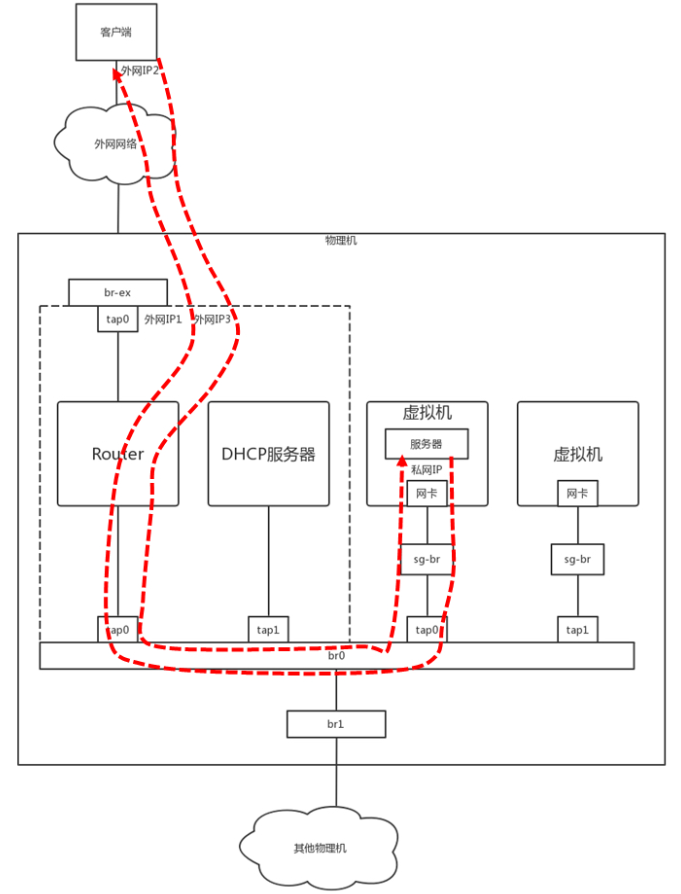 客户端
外网IP2
外网网络
物理机
br-ex
tap0
外网IP1
外网IP3
Router
DHCP服务器
虚拟机
服务器
私网IP
网卡
虚拟机
网卡
sg-br
sg-br
tap0
tap1
tap0
tap1
br0
br1
其他物理机